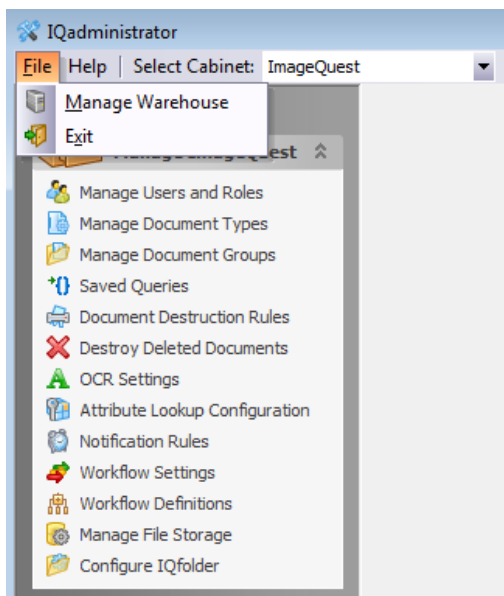 IQadministrator
File Help Select Cabinet: ImageQuest
Manage Warehouse
Exit
Manage ImageQuest
Manage Users and Roles
Manage Document Types
Manage Document Groups
Saved Queries
Document Destruction Rules
Destroy Deleted Documents
OCR Settings
Attribute Lookup Configuration
Notification Rules
Workflow Settings
Workflow Definitions
Manage File Storage
Configure IQfolder